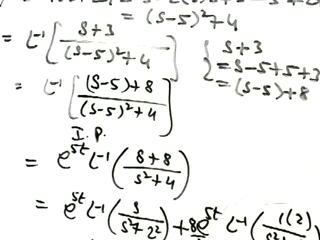 = (S-5)²+4
= L⁻¹[ (S+3)/((S-5)²+4) ] { S+3
= S-5+5+3
= (S-5)+8
= L⁻¹[ ((S-5)+8)/((S-5)²+4) ]
I.P.
= e^{5t} L⁻¹( (S+8)/(S²+4) )
= e^{5t} L⁻¹( S/(S²+2²) ) + 8e^{5t} L⁻¹( 1(2)/